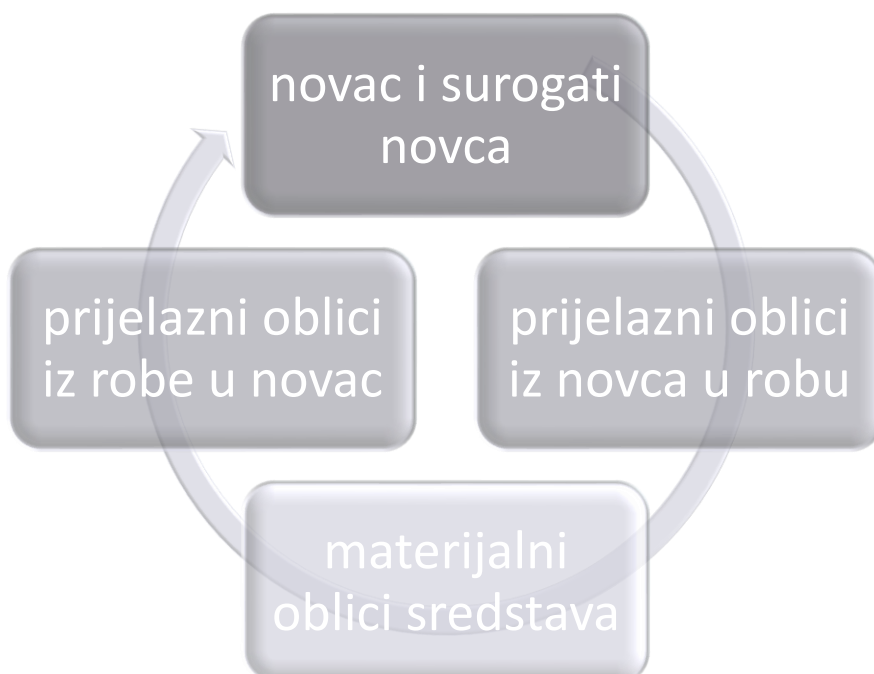 novac i surogati
novca
prijelazni oblici
iz robe u novac
prijelazni oblici
iz novca u robu
materijalni
oblici sredstava